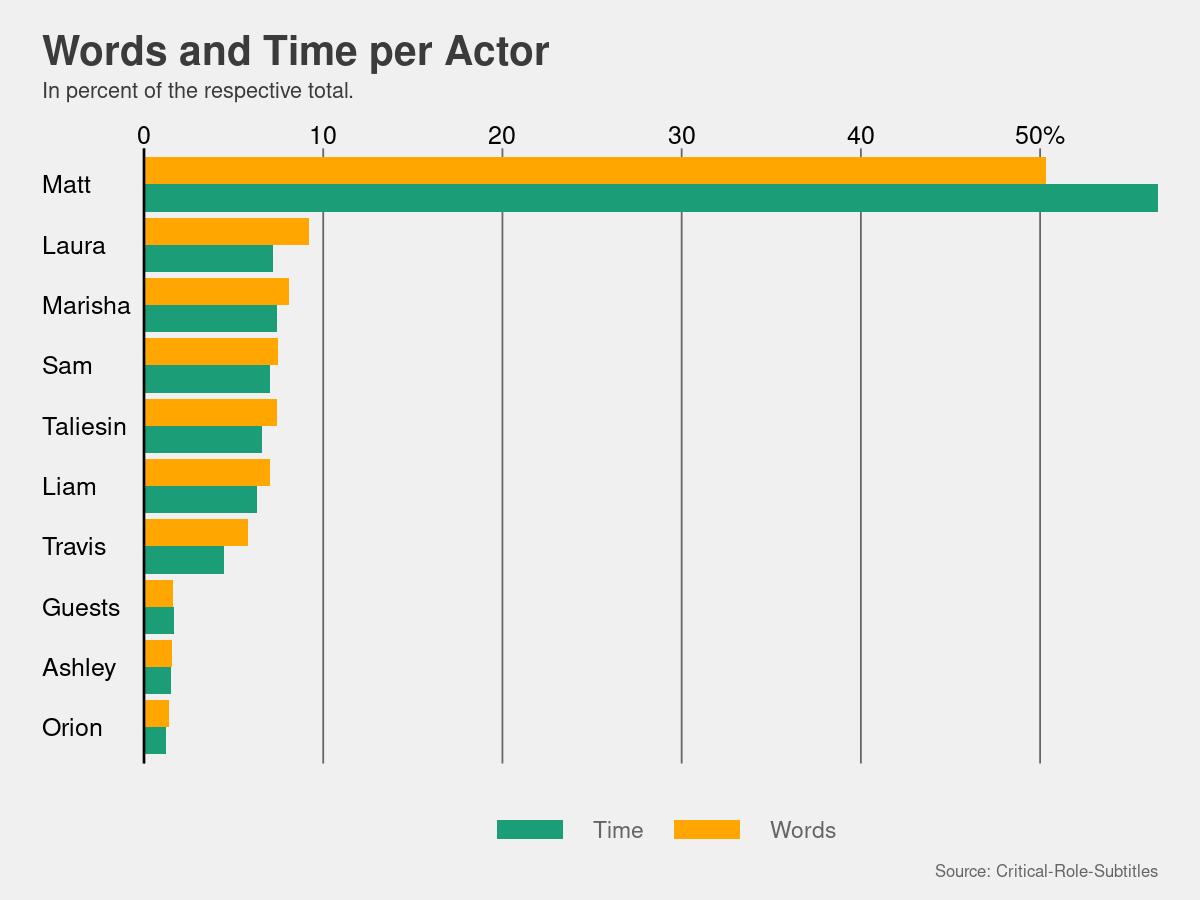 Words and Time per Actor
In percent of the respective total.
0 10 20 30 40 50%
Matt
Laura
Marisha
Sam
Taliesin
Liam
Travis
Guests
Ashley
Orion
Time Words
Source: Critical-Role-Subtitles